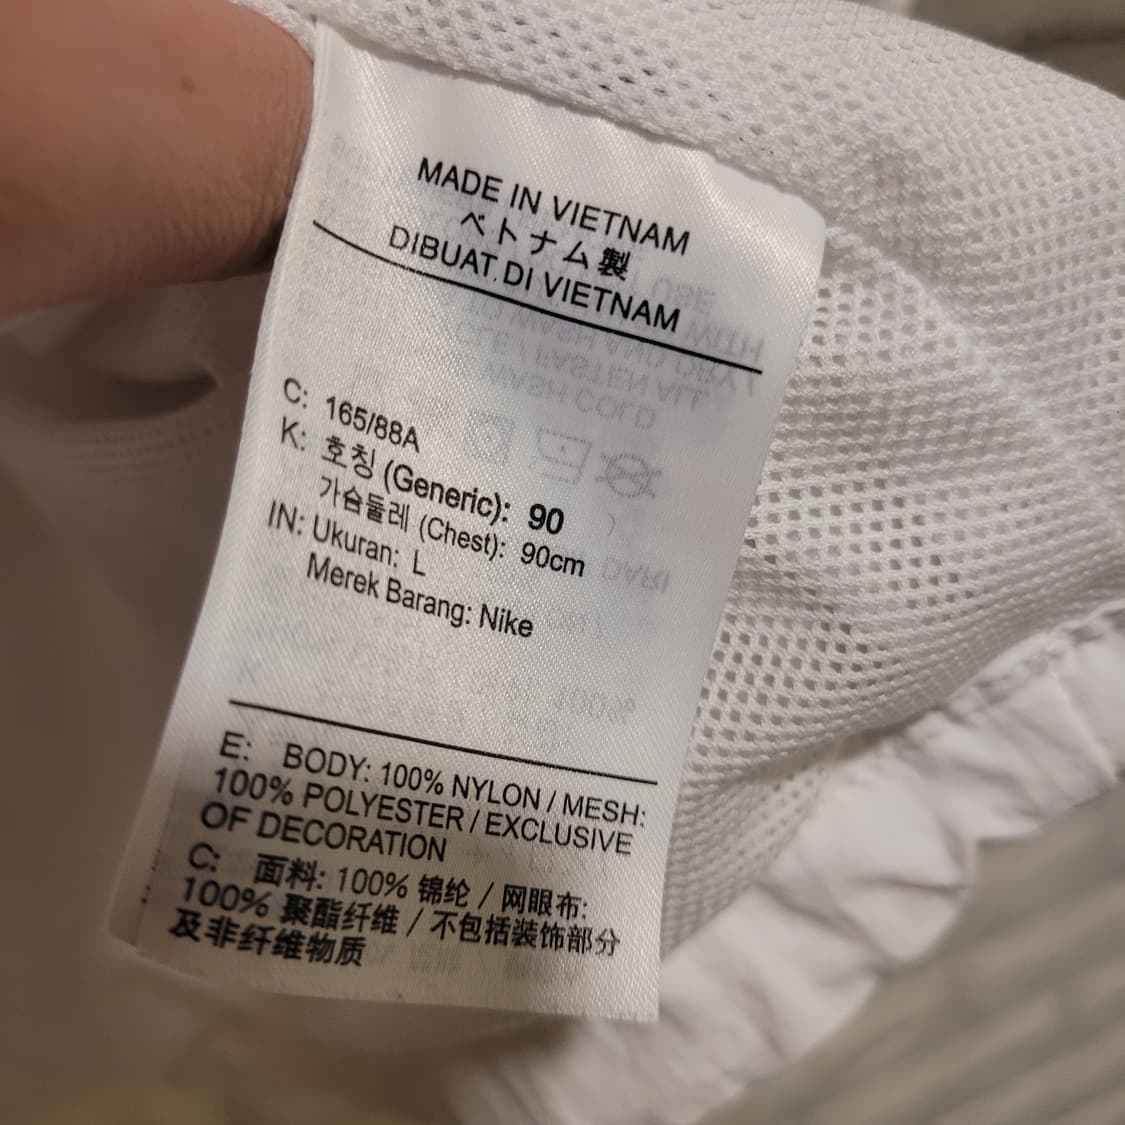 MADE IN VIETNAM
ベトナム製
DIBUAT DI VIETNAM
C: 165/88A
K: 호칭 (Generic): 90
가슴둘레 (Chest): 90cm
IN: Ukuran: L
Merek Barang: Nike
E: BODY: 100% NYLON / MESH:
100% POLYESTER / EXCLUSIVE
OF DECORATION
C: 面料: 100% 锦纶 / 网眼布:
100% 聚酯纤维 / 不包括装饰部分
及非纤维物质